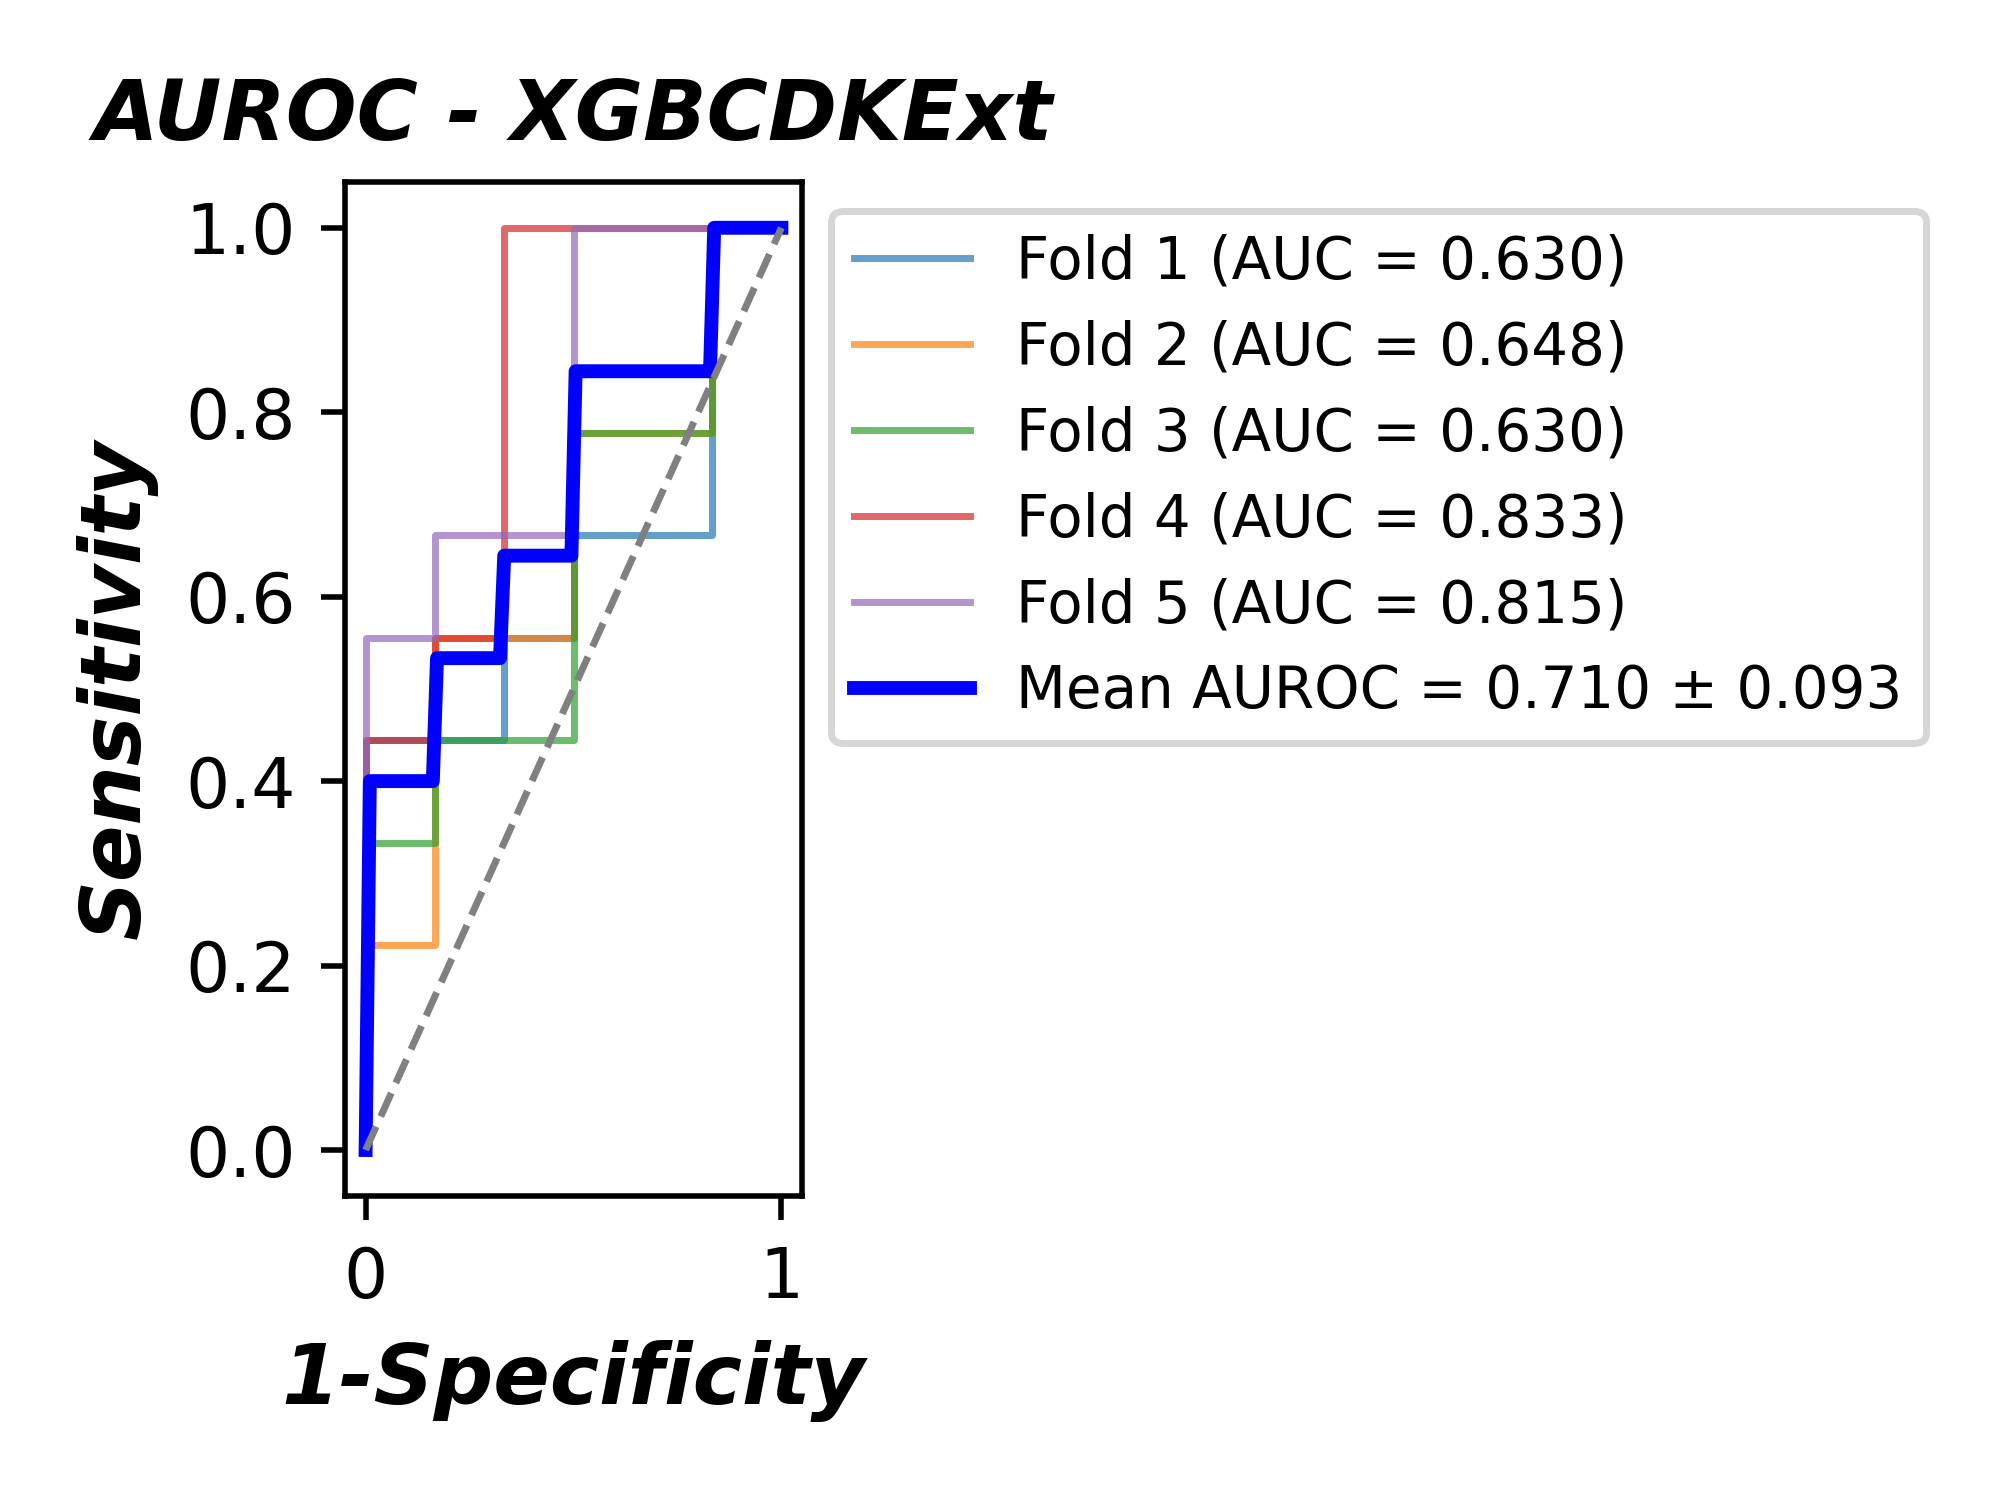 AUROC - XGBCDKExt
Sensitivity
1.0
0.8
0.6
0.4
0.2
0.0
0
1
1-Specificity
Fold 1 (AUC = 0.630)
Fold 2 (AUC = 0.648)
Fold 3 (AUC = 0.630)
Fold 4 (AUC = 0.833)
Fold 5 (AUC = 0.815)
Mean AUROC = 0.710 ± 0.093